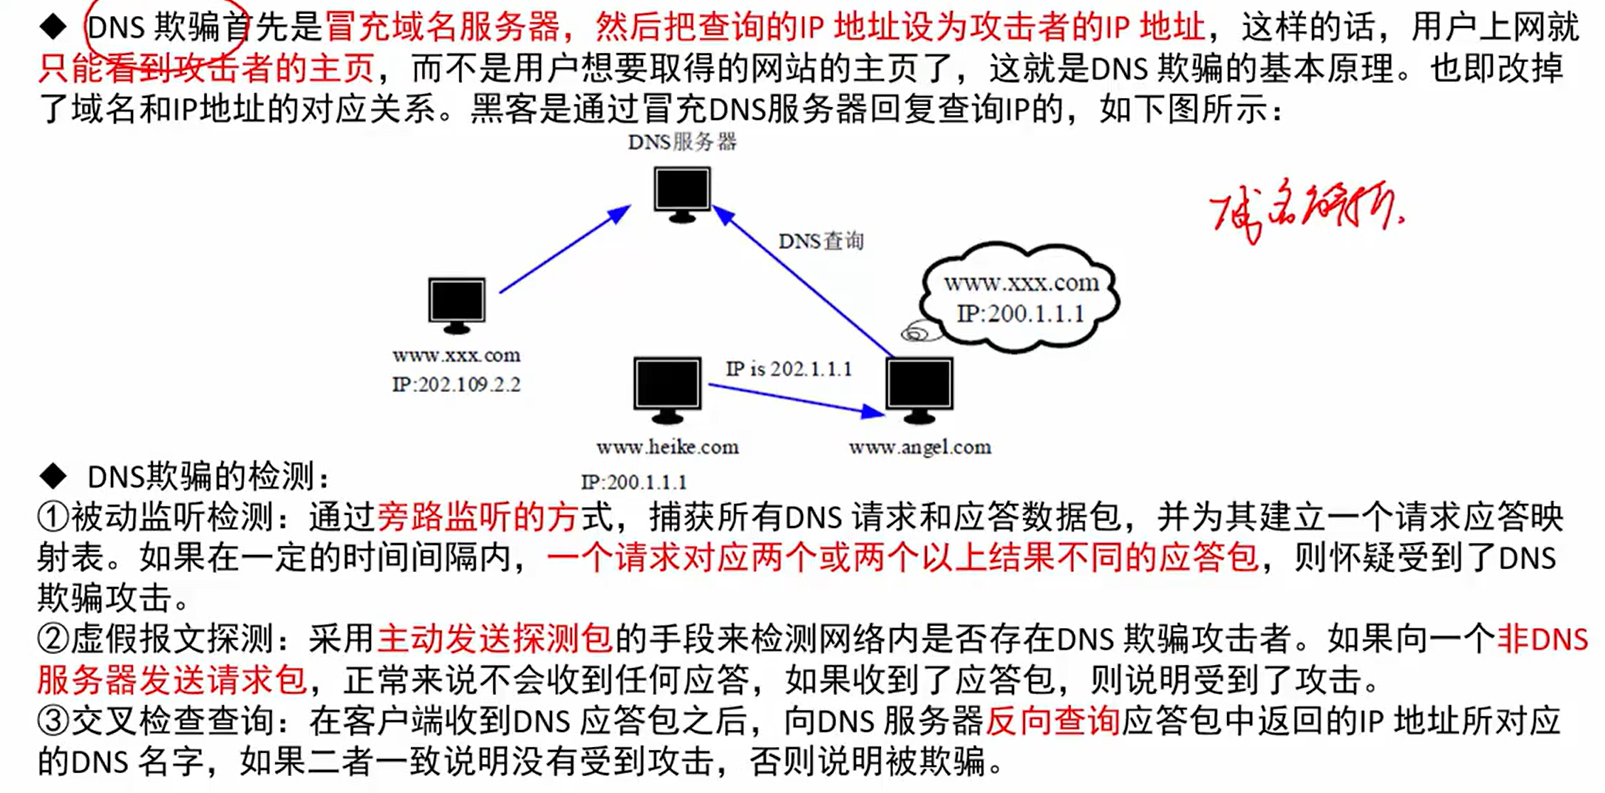 ◆ DNS 欺骗首先是冒充域名服务器，然后把查询的IP 地址设为攻击者的IP 地址，这样的话，用户上网就
只能看到攻击者的主页，而不是用户想要取得的网站的主页了，这就是DNS 欺骗的基本原理。也即改掉
了域名和IP地址的对应关系。黑客是通过冒充DNS服务器回复查询IP的，如下图所示：
DNS服务器
域名解析.
DNS查询
www.xxx.com
IP:200.1.1.1
www.xxx.com
IP:202.109.2.2
IP is 202.1.1.1
www.heike.com
IP:200.1.1.1
www.angel.com
◆ DNS欺骗的检测：
①被动监听检测：通过旁路监听的方式，捕获所有DNS 请求和应答数据包，并为其建立一个请求应答映
射表。如果在一定的时间间隔内，一个请求对应两个或两个以上结果不同的应答包，则怀疑受到了DNS
欺骗攻击。
②虚假报文探测：采用主动发送探测包的手段来检测网络内是否存在DNS 欺骗攻击者。如果向一个非DNS
服务器发送请求包，正常来说不会收到任何应答，如果收到了应答包，则说明受到了攻击。
③交叉检查查询：在客户端收到DNS 应答包之后，向DNS 服务器反向查询应答包中返回的IP 地址所对应
的DNS 名字，如果二者一致说明没有受到攻击，否则说明被欺骗。